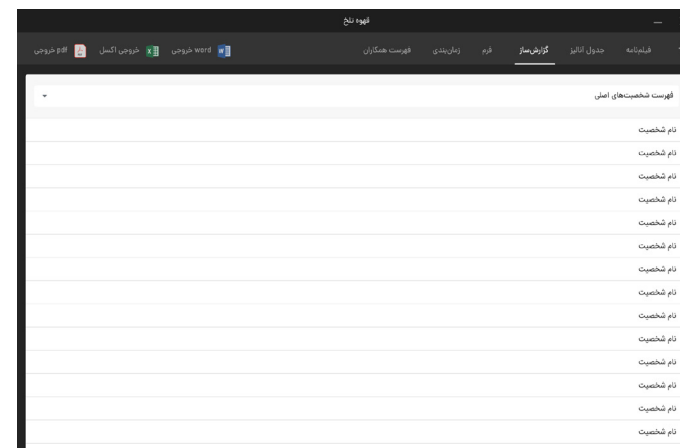 قهوه تلخ
فیلم‌نامه جدول آنالیز گزارش‌ساز فرم زمان‌بندی فهرست همکاران خروجی word خروجی اکسل خروجی pdf
فهرست شخصیت‌های اصلی
نام شخصیت
نام شخصیت
نام شخصیت
نام شخصیت
نام شخصیت
نام شخصیت
نام شخصیت
نام شخصیت
نام شخصیت
نام شخصیت
نام شخصیت
نام شخصیت
نام شخصیت
نام شخصیت